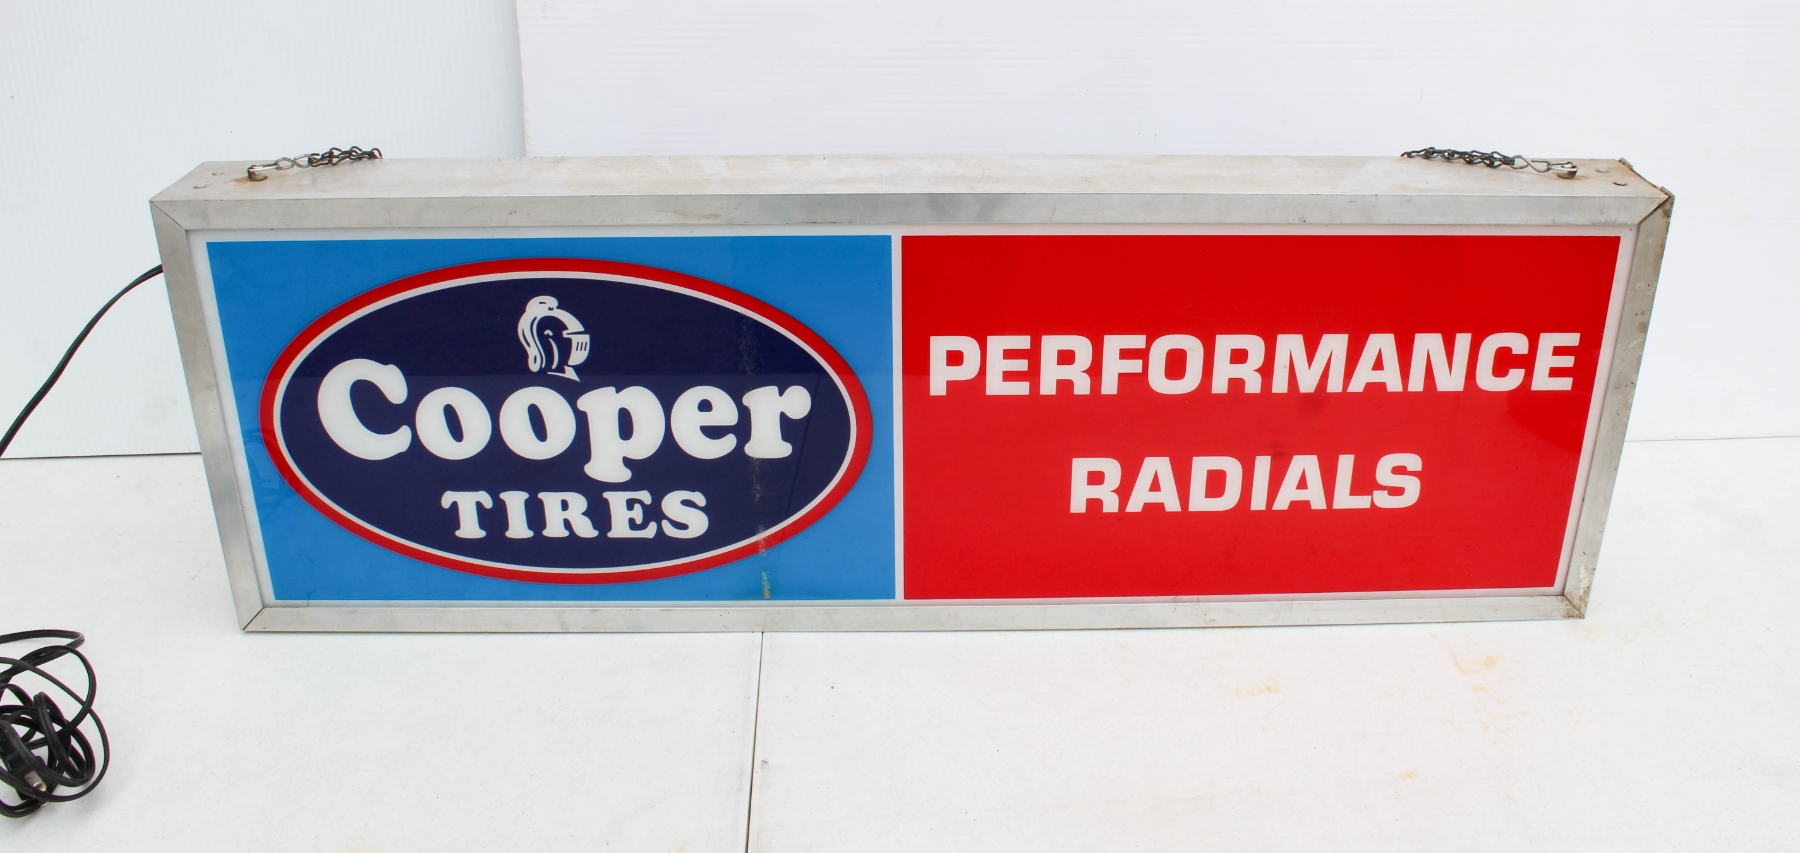 Cooper
TIRES
PERFORMANCE
RADIALS